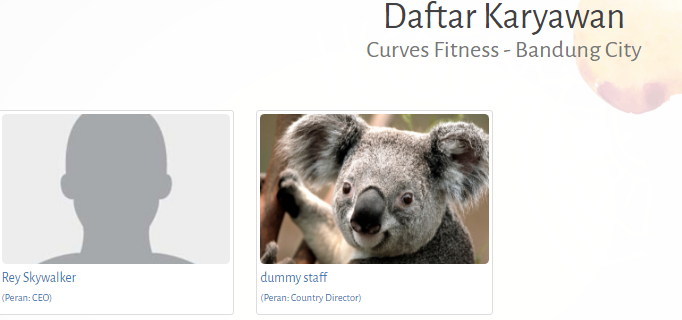 Daftar Karyawan
Curves Fitness - Bandung City
Rey Skywalker
(Peran: CEO)
dummy staff
(Peran: Country Director)